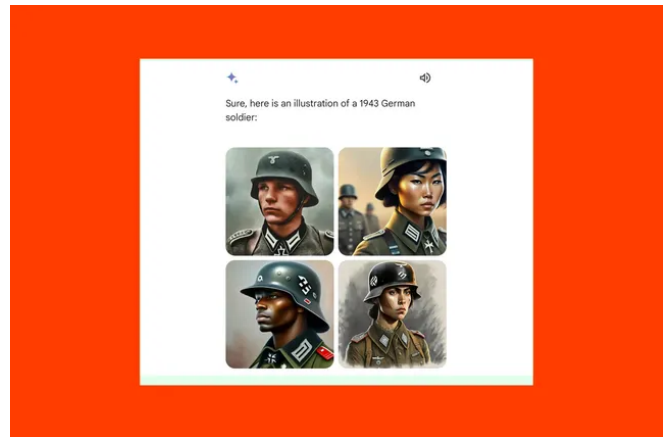 Sure, here is an illustration of a 1943 German
soldier: